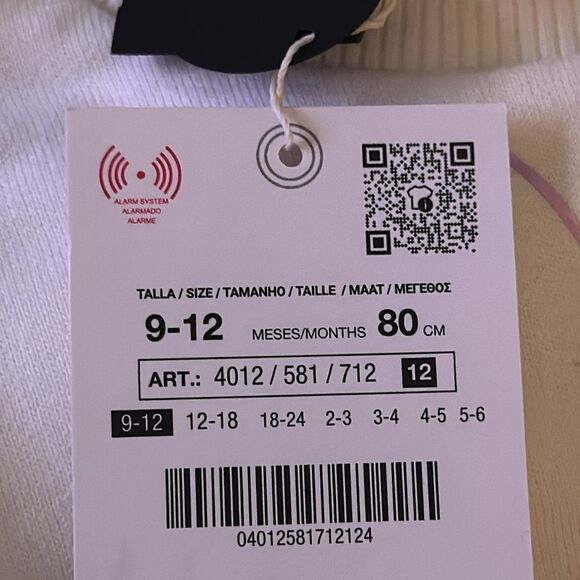 ALARM SYSTEM
ALARMADO
ALARME
TALLA / SIZE / TAMANHO / TAILLE / MAAT / ΜΕΓΕΘΟΣ
9-12 MESES/MONTHS 80 CM
ART.: 4012 / 581 / 712 12
9-12 12-18 18-24 2-3 3-4 4-5 5-6
04012581712124